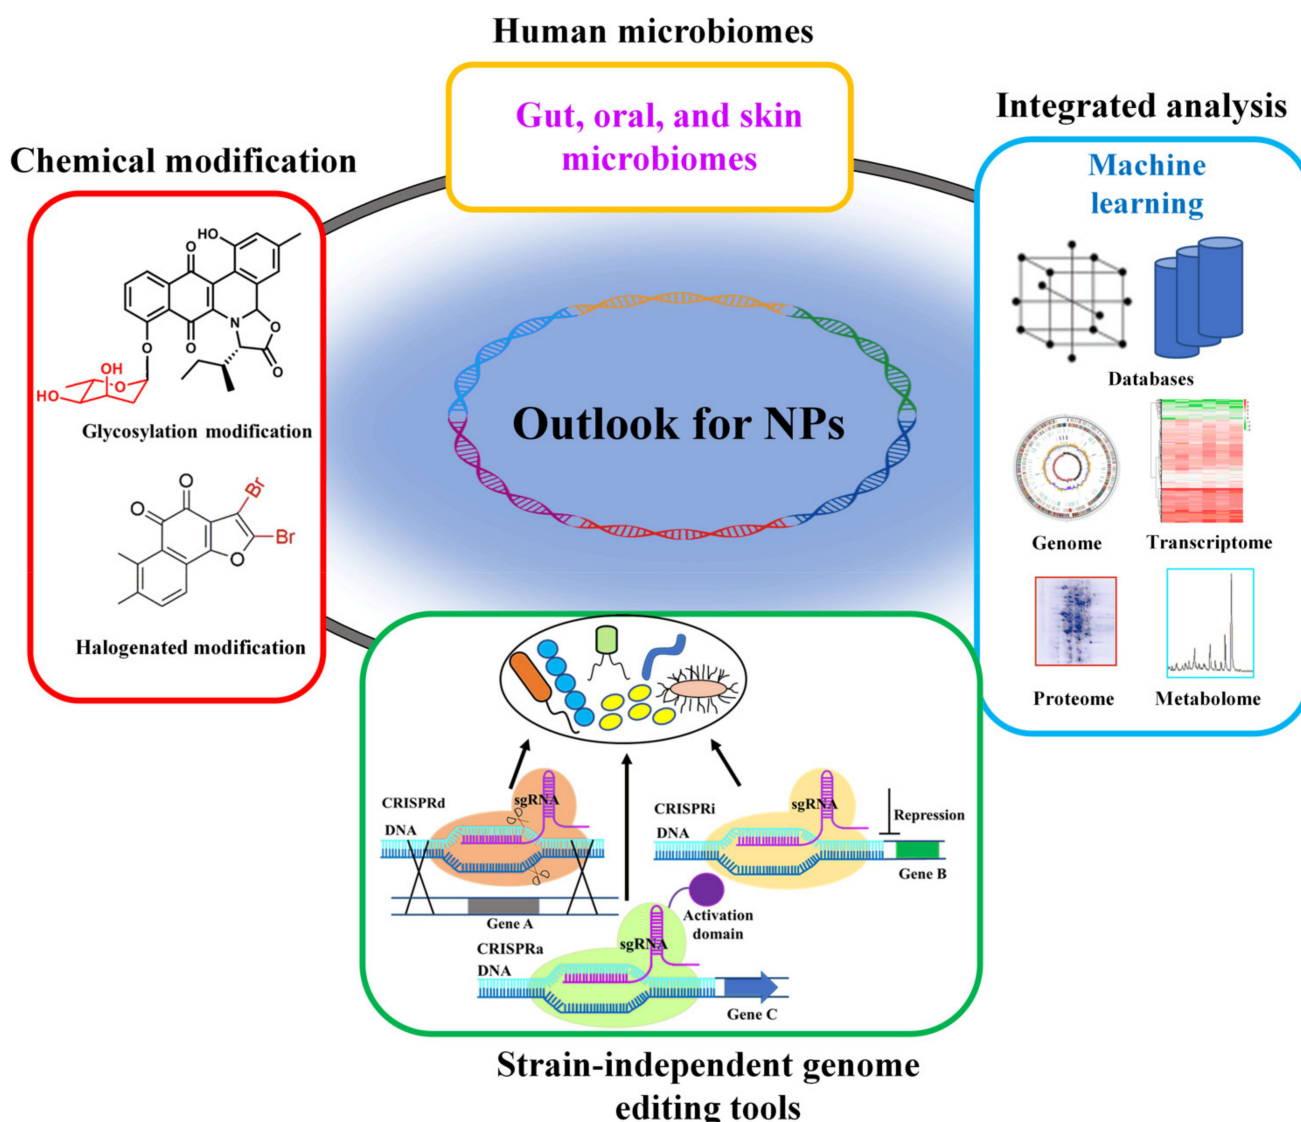 Human microbiomes
Gut, oral, and skin
microbiomes
Integrated analysis
Machine
learning
Databases
Genome
Transcriptome
Proteome
Metabolome
Chemical modification
HO
O
O
N
O
O
O
OH
HO
O
Glycosylation modification
O
O
Br
Br
O
Halogenated modification
Outlook for NPs
CRISPRd
sgRNA
DNA
Gene A
CRISPRi
sgRNA
DNA
Repression
Gene B
Activation
domain
CRISPRa
sgRNA
DNA
Gene C
Strain-independent genome
editing tools